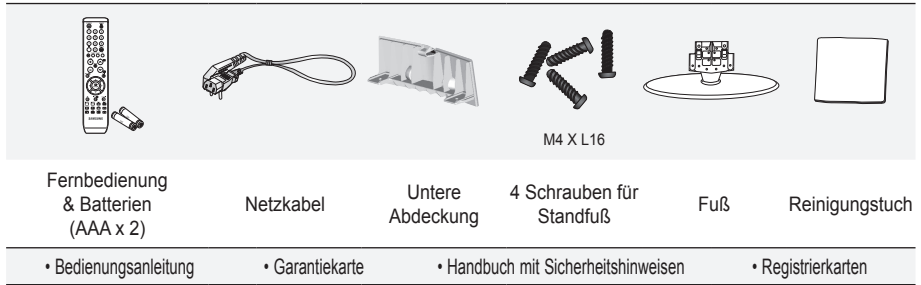 SAMSUNG
M4 X L16
Fernbedienung
& Batterien
(AAA x 2)
Netzkabel
Untere
Abdeckung
4 Schrauben für
Standfuß
Fuß
Reinigungstuch
• Bedienungsanleitung
• Garantiekarte
• Handbuch mit Sicherheitshinweisen
• Registrierkarten